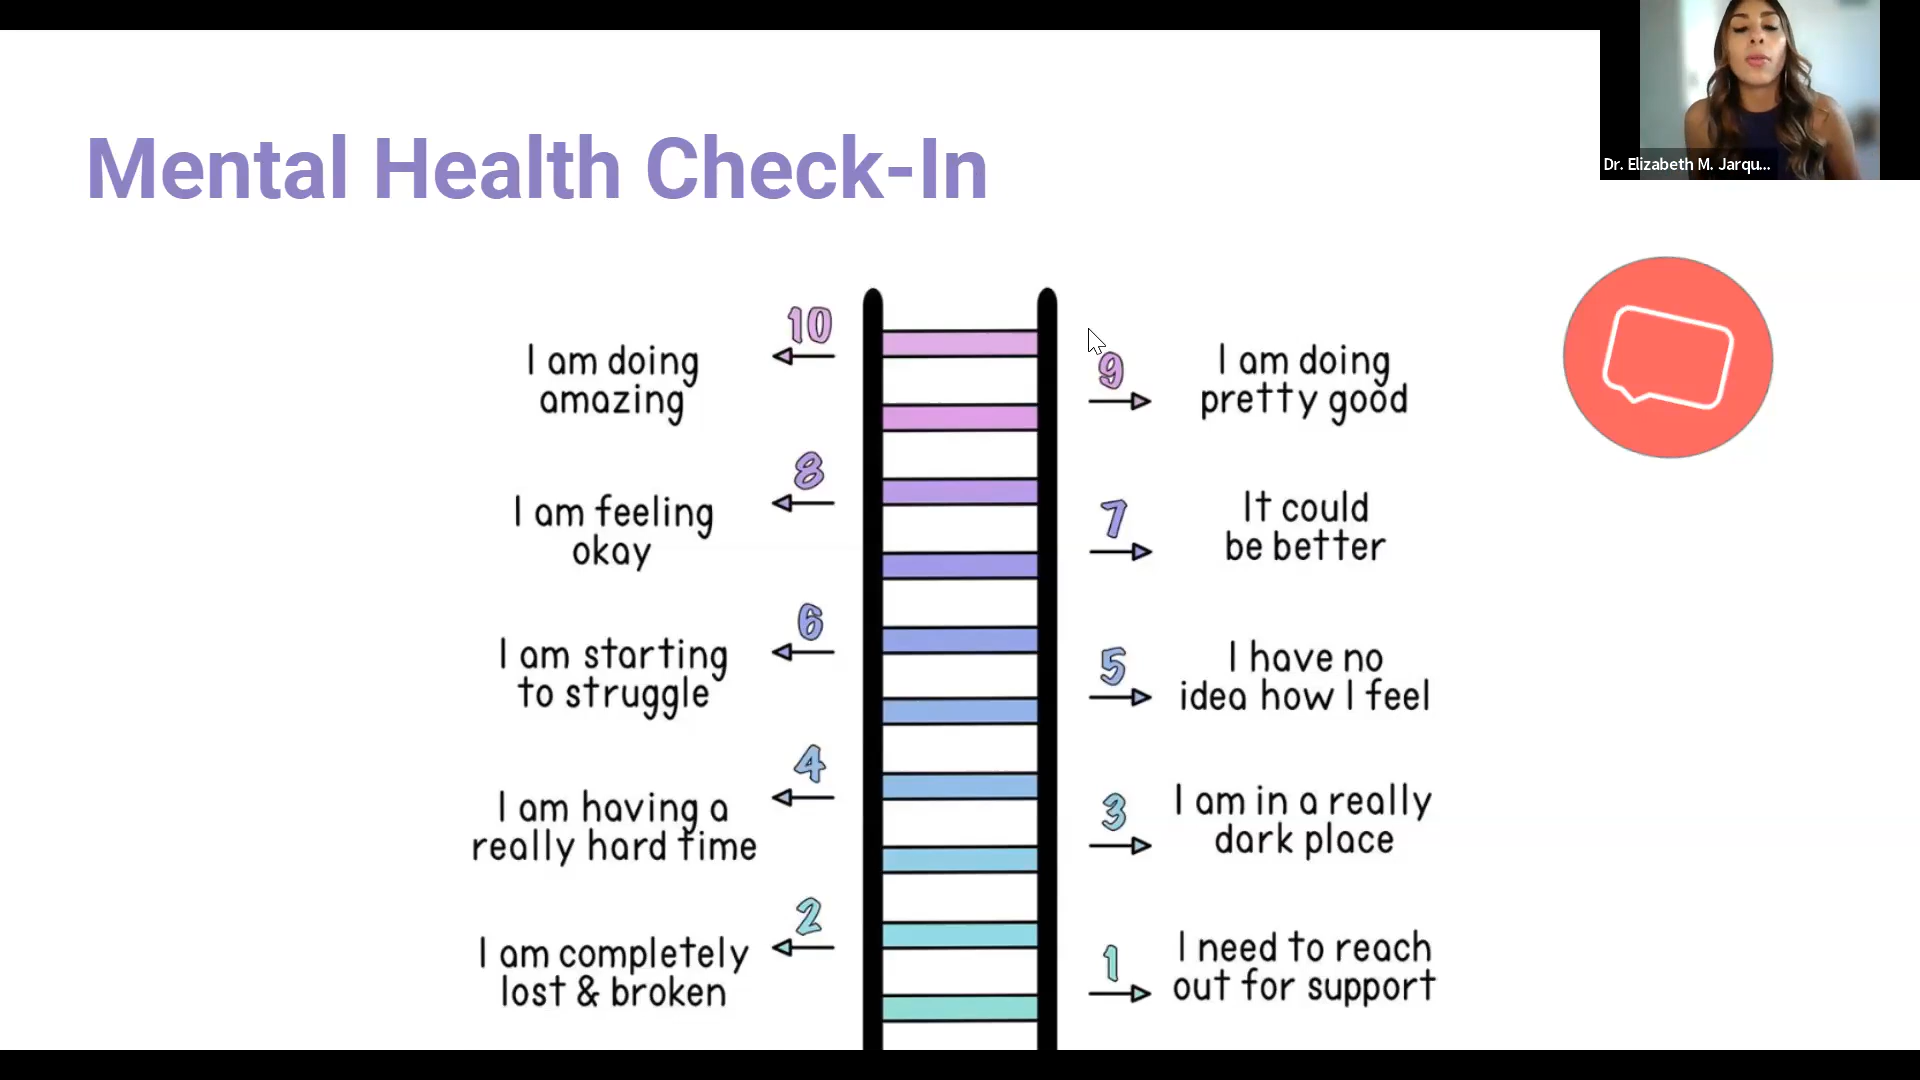 Dr. Elizabeth M. Jarqu...
Mental Health Check-In
10
I am doing
amazing
9
I am doing
pretty good
8
I am feeling
okay
7
It could
be better
6
I am starting
to struggle
5
I have no
idea how I feel
4
I am having a
really hard time
3
I am in a really
dark place
2
I am completely
lost & broken
1
I need to reach
out for support